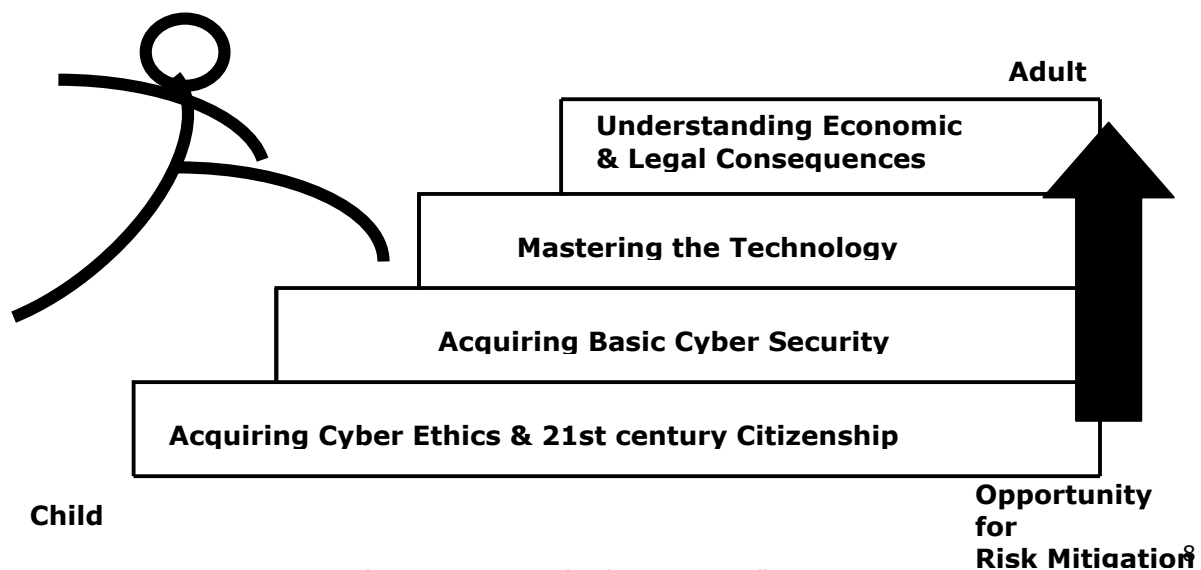 Adult
Understanding Economic
& Legal Consequences
Mastering the Technology
Acquiring Basic Cyber Security
Acquiring Cyber Ethics & 21st century Citizenship
Child
Opportunity
for
Risk Mitigation
8